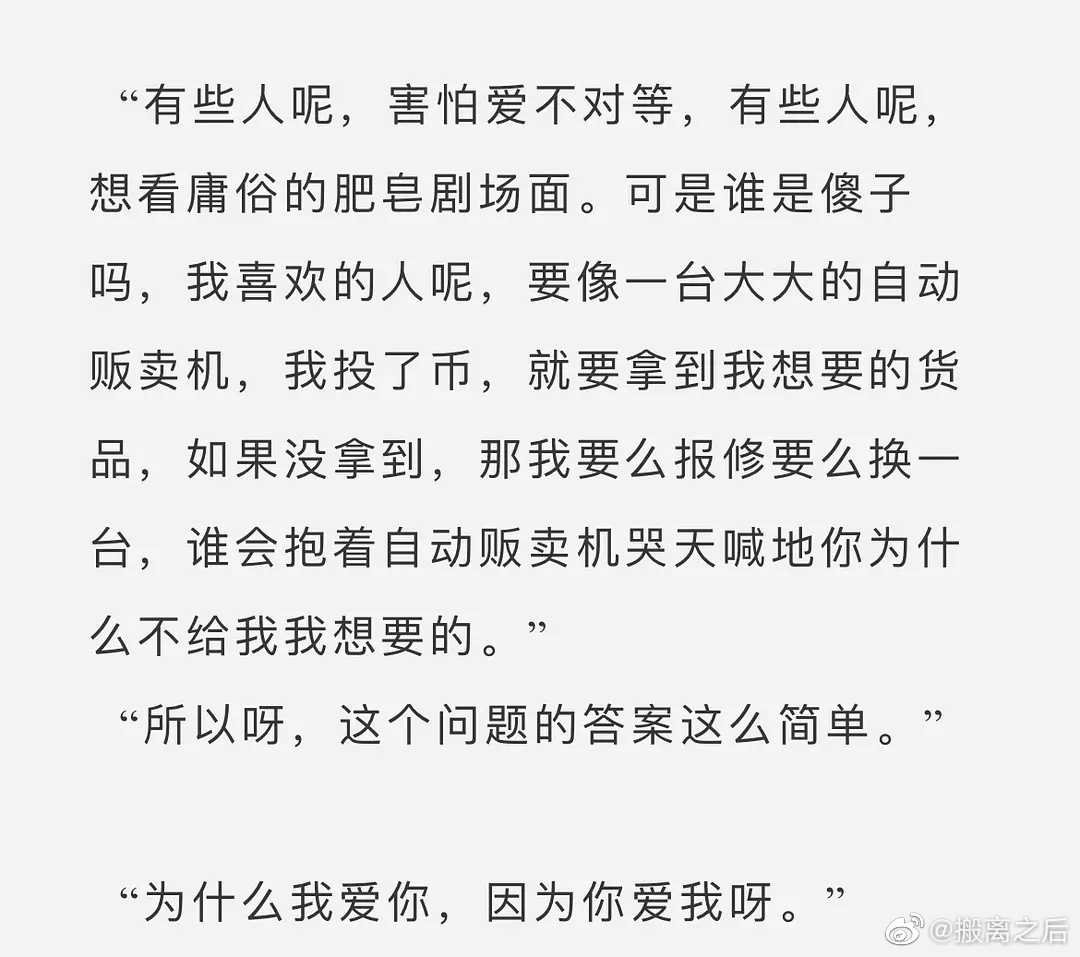 “有些人呢，害怕爱不对等，有些人呢，
想看庸俗的肥皂剧场面。可是谁是傻子
吗，我喜欢的人呢，要像一台大大的自动
贩卖机，我投了币，就要拿到我想要的货
品，如果没拿到，那我要么报修要么换一
台，谁会抱着自动贩卖机哭天喊地你为什
么不给我我想要的。”
“所以呀，这个问题的答案这么简单。”
“为什么我爱你，因为你爱我呀。”
@搬离之后